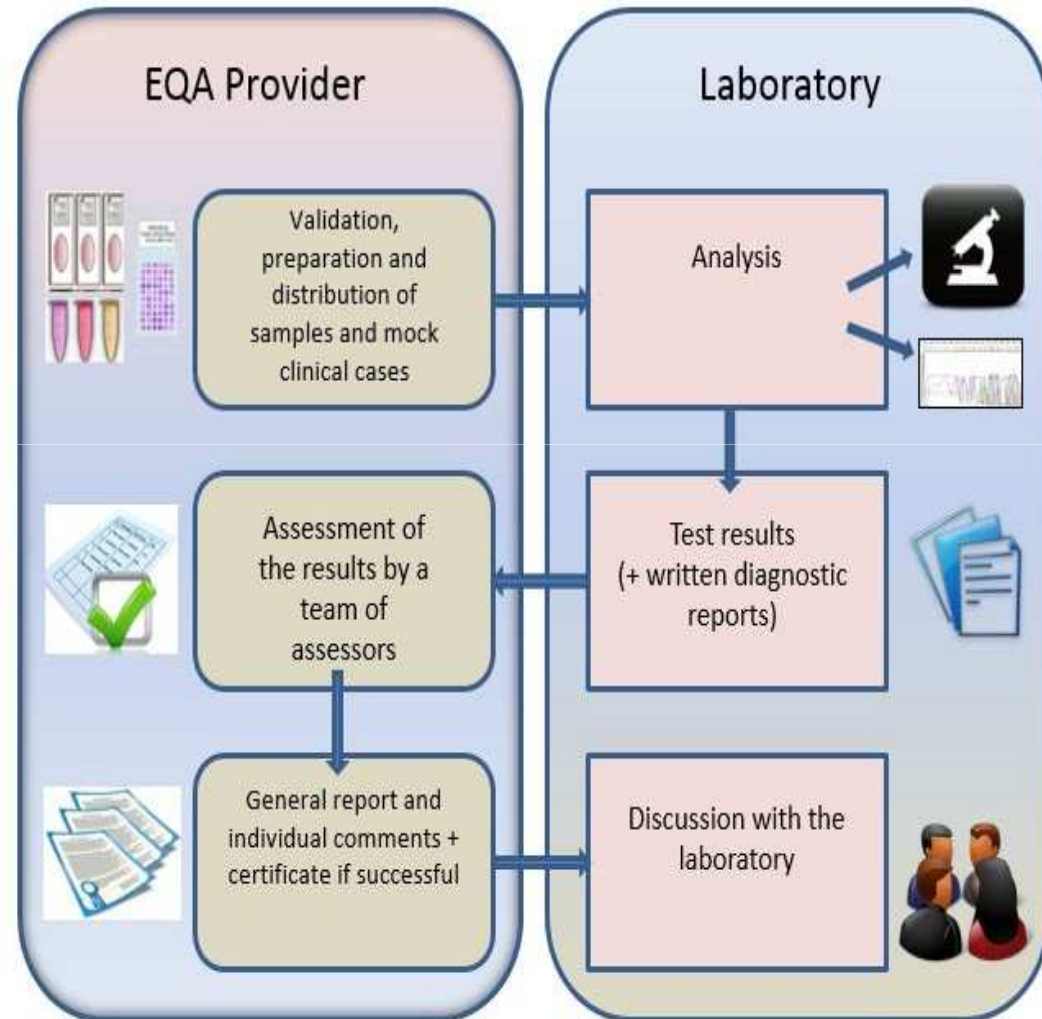 EQA Provider
Laboratory
Validation,
preparation and
distribution of
samples and mock
clinical cases
Analysis
Test results
(+ written diagnostic
reports)
Assessment of
the results by a
team of
assessors
General report and
individual comments +
certificate if successful
Discussion with the
laboratory